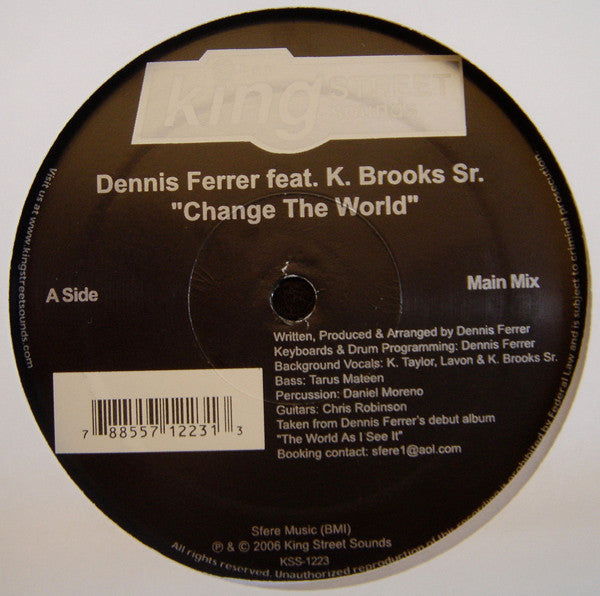 king STREET
sounds
Dennis Ferrer feat. K. Brooks Sr.
"Change The World"
A Side
Main Mix
Written, Produced & Arranged by Dennis Ferrer
Keyboards & Drum Programming: Dennis Ferrer
Background Vocals: K. Taylor, Lavon & K. Brooks Sr.
Bass: Tarus Mateen
Percussion: Daniel Moreno
Guitars: Chris Robinson
Taken from Dennis Ferrer's debut album
"The World As I See It"
Booking contact: sfere1@aol.com
7 88557 12231 3
Sfere Music (BMI)
℗ & © 2006 King Street Sounds
KSS-1223
Visit us at www.kingstreetsounds.com
All rights reserved. Unauthorized reproduction of this recording is prohibited by Federal Law and is subject to criminal prosecution.